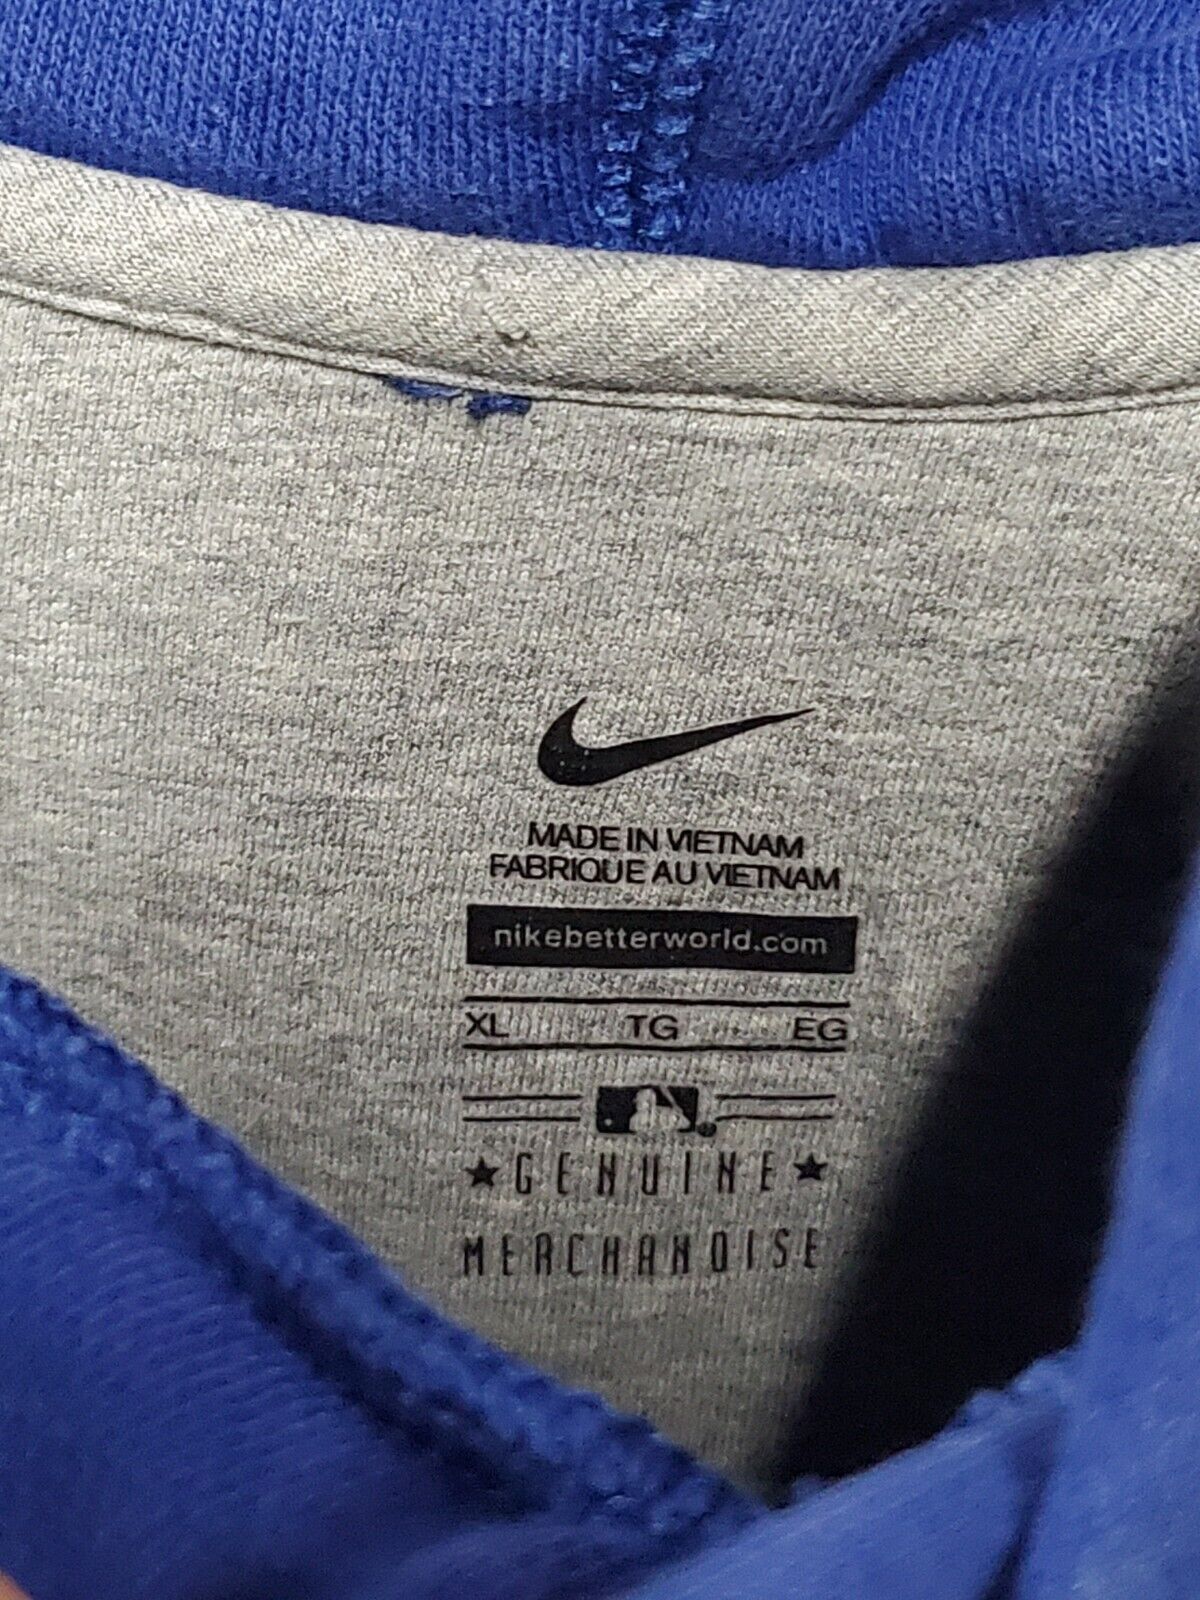 MADE IN VIETNAM
FABRIQUE AU VIETNAM
nikebetterworld.com
XL TG EG
GENUINE
MERCHANDISE